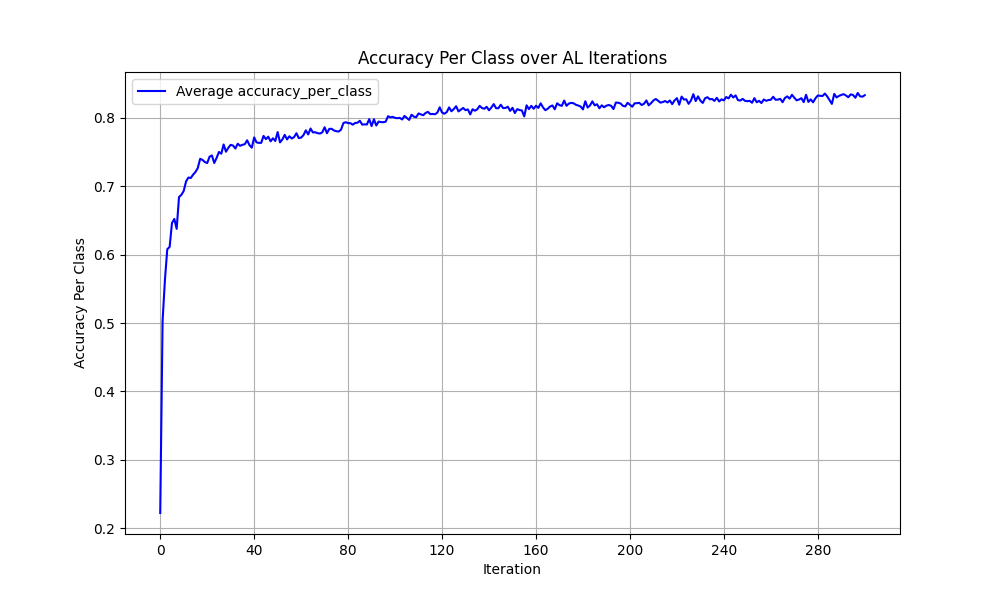 Accuracy Per Class over AL Iterations
Average accuracy_per_class
Accuracy Per Class
0.8
0.7
0.6
0.5
0.4
0.3
0.2
0 40 80 120 160 200 240 280
Iteration